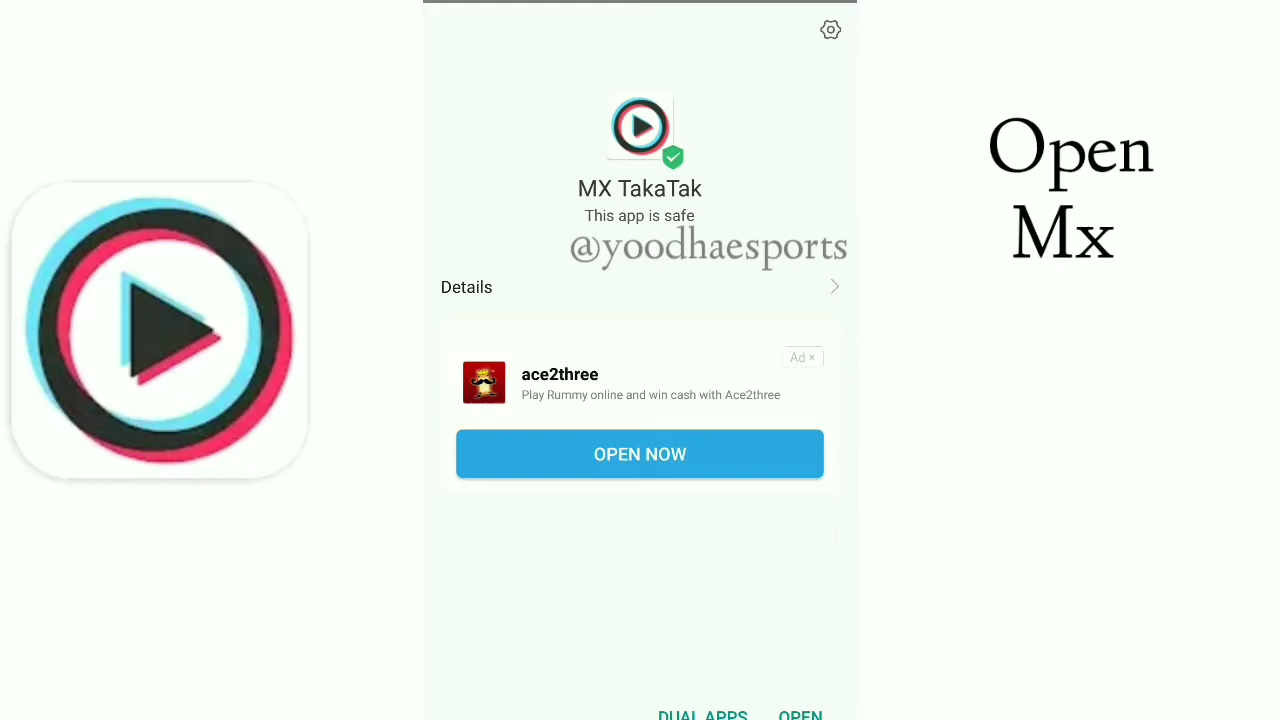 MX TakaTak
This app is safe
@yoodhaesports
Details
Ad ×
ace2three
Play Rummy online and win cash with Ace2three
OPEN NOW
DUAL APPS OPEN
Open
Mx